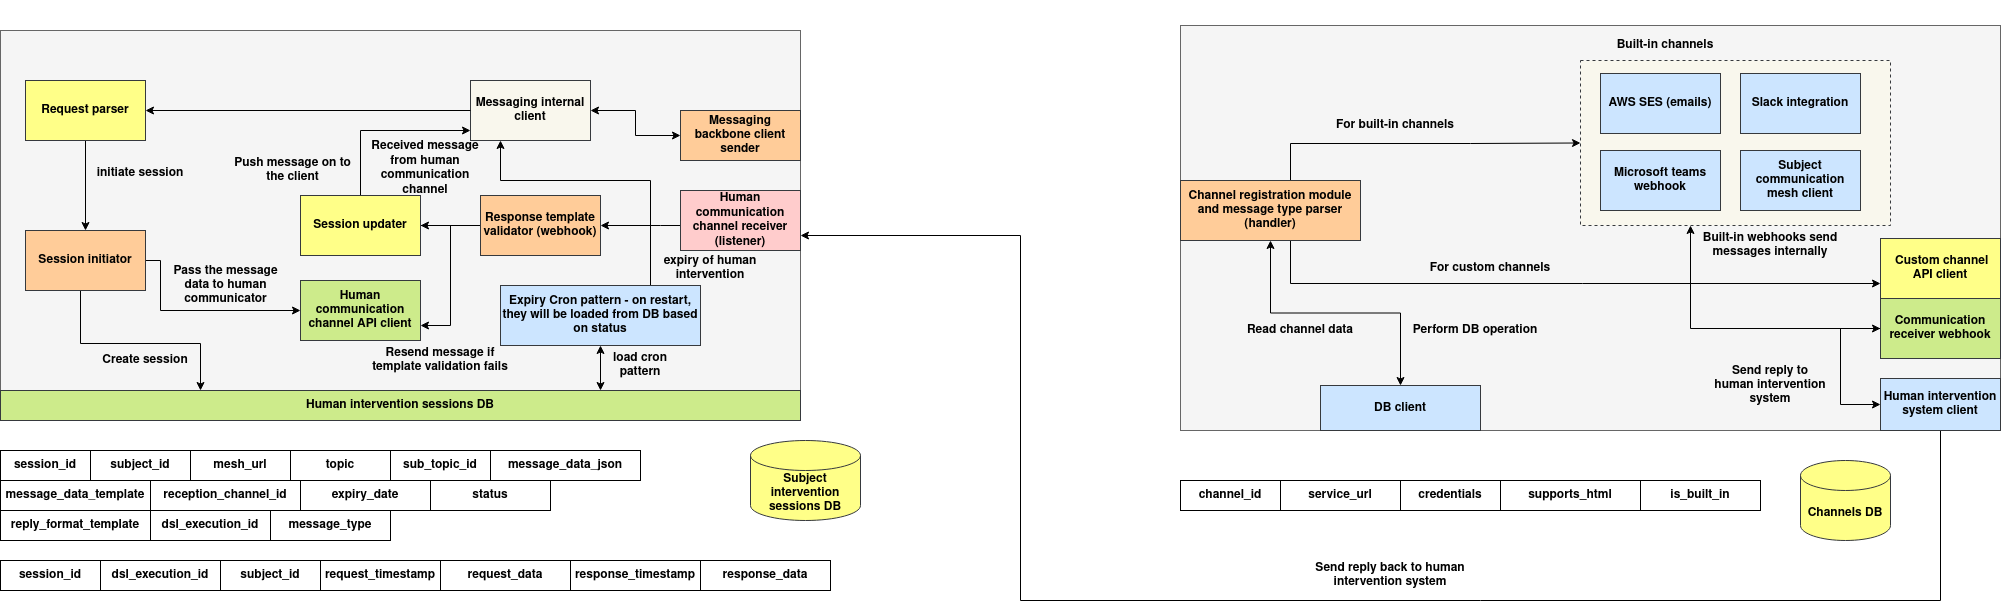 Request parser
Messaging internal
client
Messaging
backbone client
sender
initiate session
Push message on to
the client
Received message
from human
communication
channel
Session updater
Response template
validator (webhook)
Human
communication
channel receiver
(listener)
Session initiator
Pass the message
data to human
communicator
Human
communication
channel API client
expiry of human
intervention
Expiry Cron pattern - on restart,
they will be loaded from DB based
on status
Create session
Resend message if
template validation fails
load cron
pattern
Human intervention sessions DB
session_id subject_id mesh_url topic sub_topic_id message_data_json
message_data_template reception_channel_id expiry_date status
reply_format_template dsl_execution_id message_type
Subject
intervention
sessions DB
session_id dsl_execution_id subject_id request_timestamp request_data response_timestamp response_data
Built-in channels
AWS SES (emails)
Slack integration
Microsoft teams
webhook
Subject
communication
mesh client
For built-in channels
Channel registration module
and message type parser
(handler)
Built-in webhooks send
messages internally
For custom channels
Custom channel
API client
Communication
receiver webhook
Read channel data
Perform DB operation
Send reply to
human intervention
system
Human intervention
system client
DB client
channel_id service_url credentials supports_html is_built_in
Channels DB
Send reply back to human
intervention system